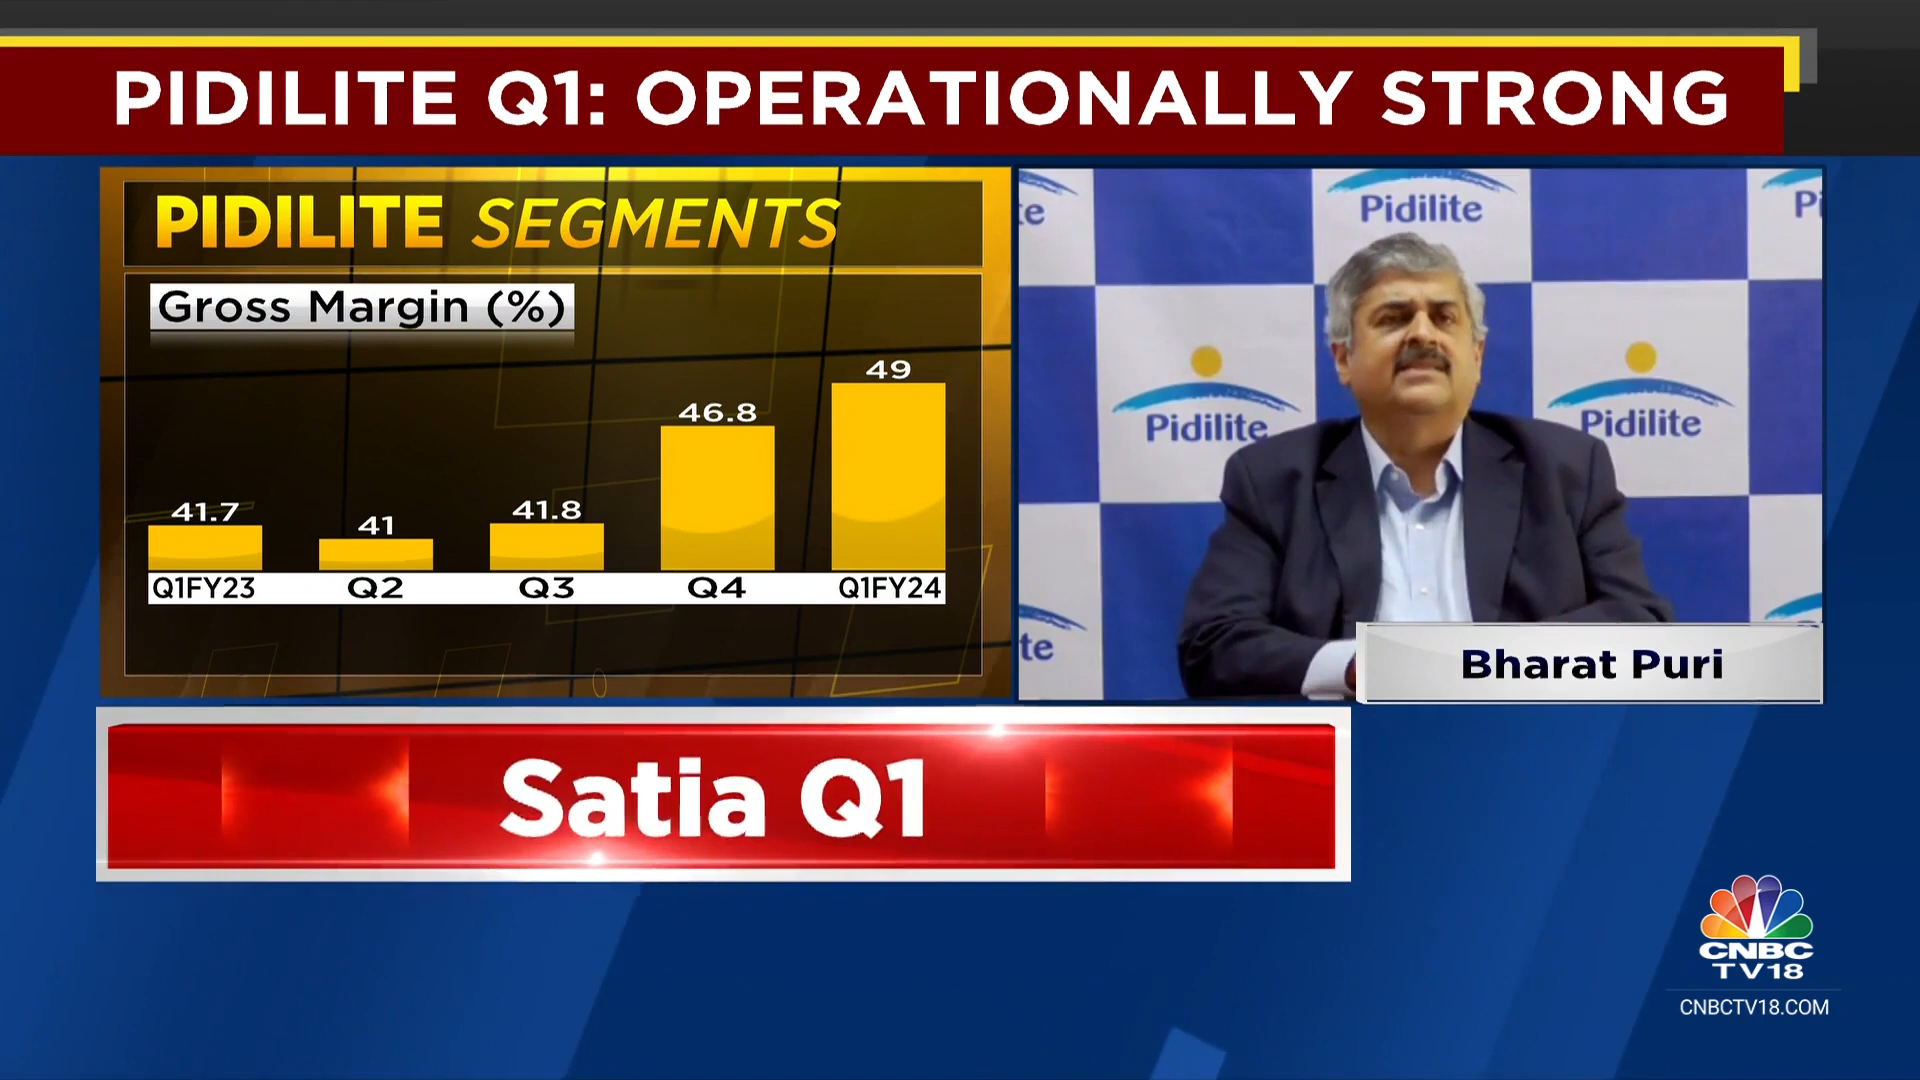 PIDILITE Q1: OPERATIONALLY STRONG
PIDILITE SEGMENTS
Gross Margin (%)
41.7 41 41.8 46.8 49
Q1FY23 Q2 Q3 Q4 Q1FY24
Pidilite
Pidilite
Pidilite
Bharat Puri
Satia Q1
CNBC
TV18
CNBCTV18.COM